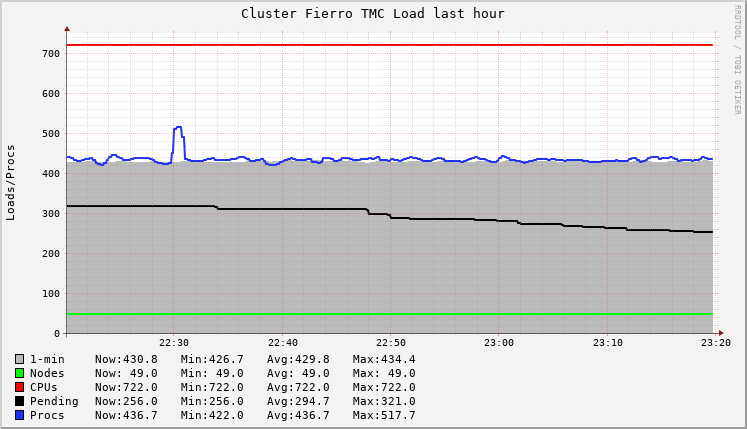 Cluster Fierro TMC Load last hour
RRDTOOL / TOBI OETIKER
Loads/Procs
700
600
500
400
300
200
100
0
22:30 22:40 22:50 23:00 23:10 23:20
1-min Now:430.8 Min:426.7 Avg:429.8 Max:434.4
Nodes Now: 49.0 Min: 49.0 Avg: 49.0 Max: 49.0
CPUs Now:722.0 Min:722.0 Avg:722.0 Max:722.0
Pending Now:256.0 Min:256.0 Avg:294.7 Max:321.0
Procs Now:436.7 Min:422.0 Avg:436.7 Max:517.7